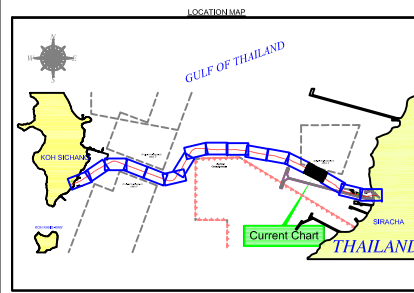 LOCATION MAP
N
W
E
S
GULF OF THAILAND
KOH SICHANG
SIRACHA
Current Chart
THAILAND